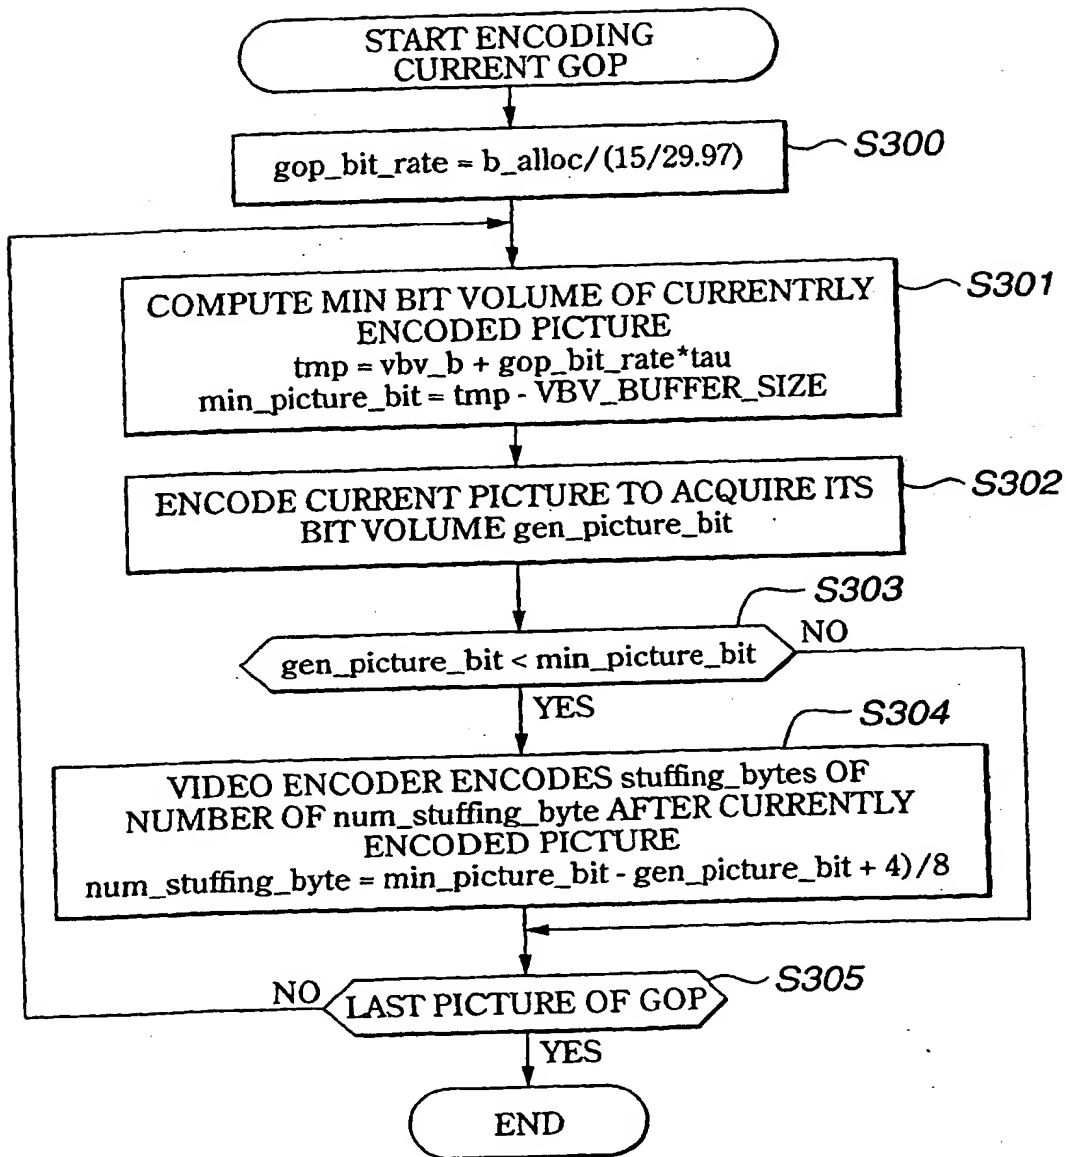 START ENCODING
CURRENT GOP
gop_bit_rate = b_alloc/(15/29.97)
S300
COMPUTE MIN BIT VOLUME OF CURRENTRLY
ENCODED PICTURE
tmp = vbv_b + gop_bit_rate*tau
min_picture_bit = tmp - VBV_BUFFER_SIZE
S301
ENCODE CURRENT PICTURE TO ACQUIRE ITS
BIT VOLUME gen_picture_bit
S302
S303
gen_picture_bit < min_picture_bit
NO
YES
S304
VIDEO ENCODER ENCODES stuffing_bytes OF
NUMBER OF num_stuffing_byte AFTER CURRENTLY
ENCODED PICTURE
num_stuffing_byte = min_picture_bit - gen_picture_bit + 4)/8
NO
LAST PICTURE OF GOP
S305
YES
END